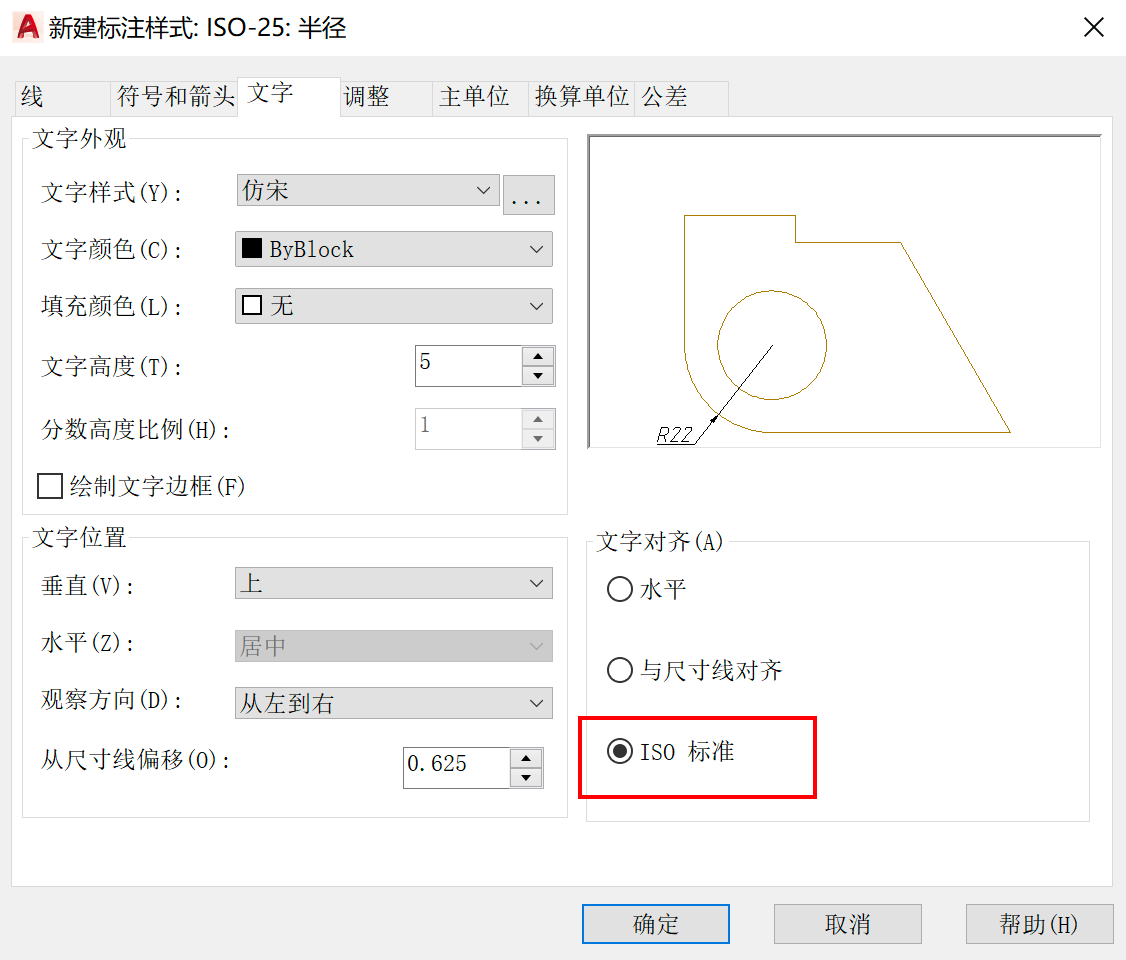 新建标注样式: ISO-25: 半径
线 符号和箭头 文字 调整 主单位 换算单位 公差
文字外观
文字样式(Y): 仿宋 ...
文字颜色(C): ByBlock
填充颜色(L): 无
文字高度(T): 5
分数高度比例(H): 1
绘制文字边框(F)
R22
文字位置
垂直(V): 上
水平(Z): 居中
观察方向(D): 从左到右
从尺寸线偏移(O): 0.625
文字对齐(A)
水平
与尺寸线对齐
ISO 标准
确定 取消 帮助(H)